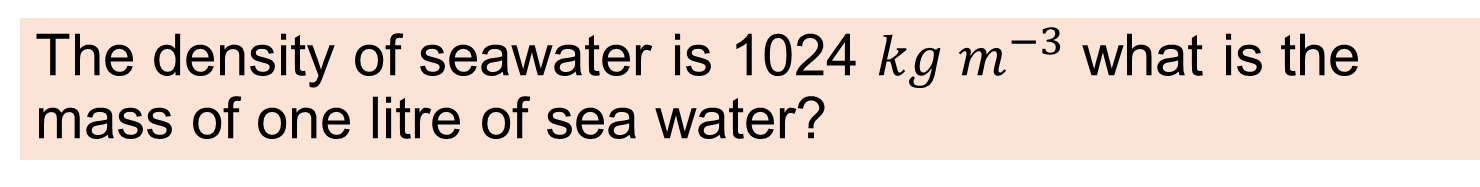 The density of seawater is 1024 kg m⁻³ what is the
mass of one litre of sea water?